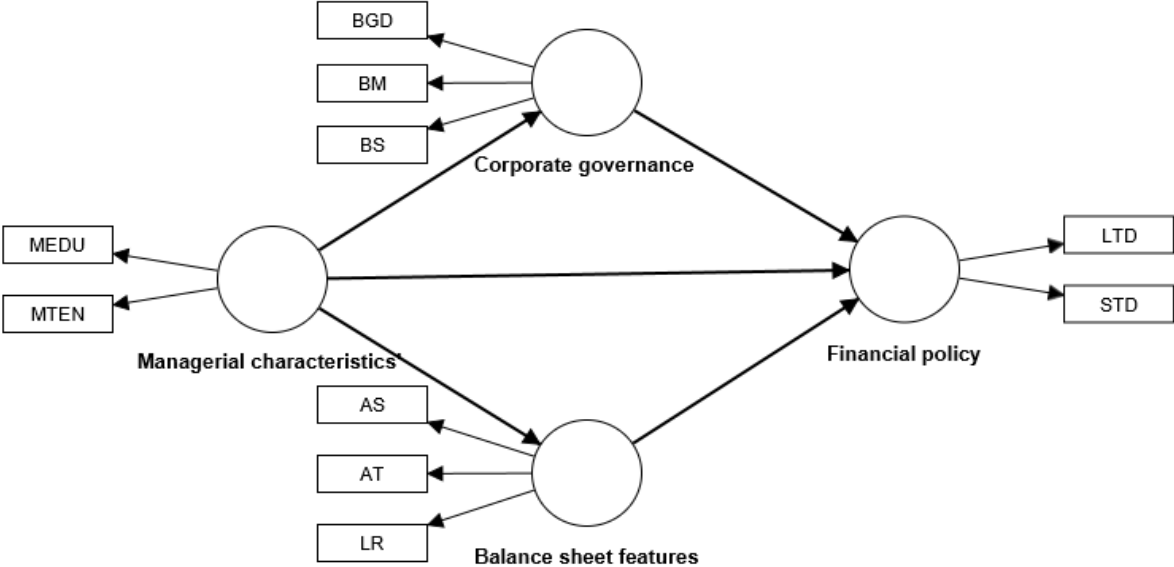 BGD
BM
BS
Corporate governance
MEDU
MTEN
Managerial characteristics'
LTD
STD
Financial policy
AS
AT
LR
Balance sheet features